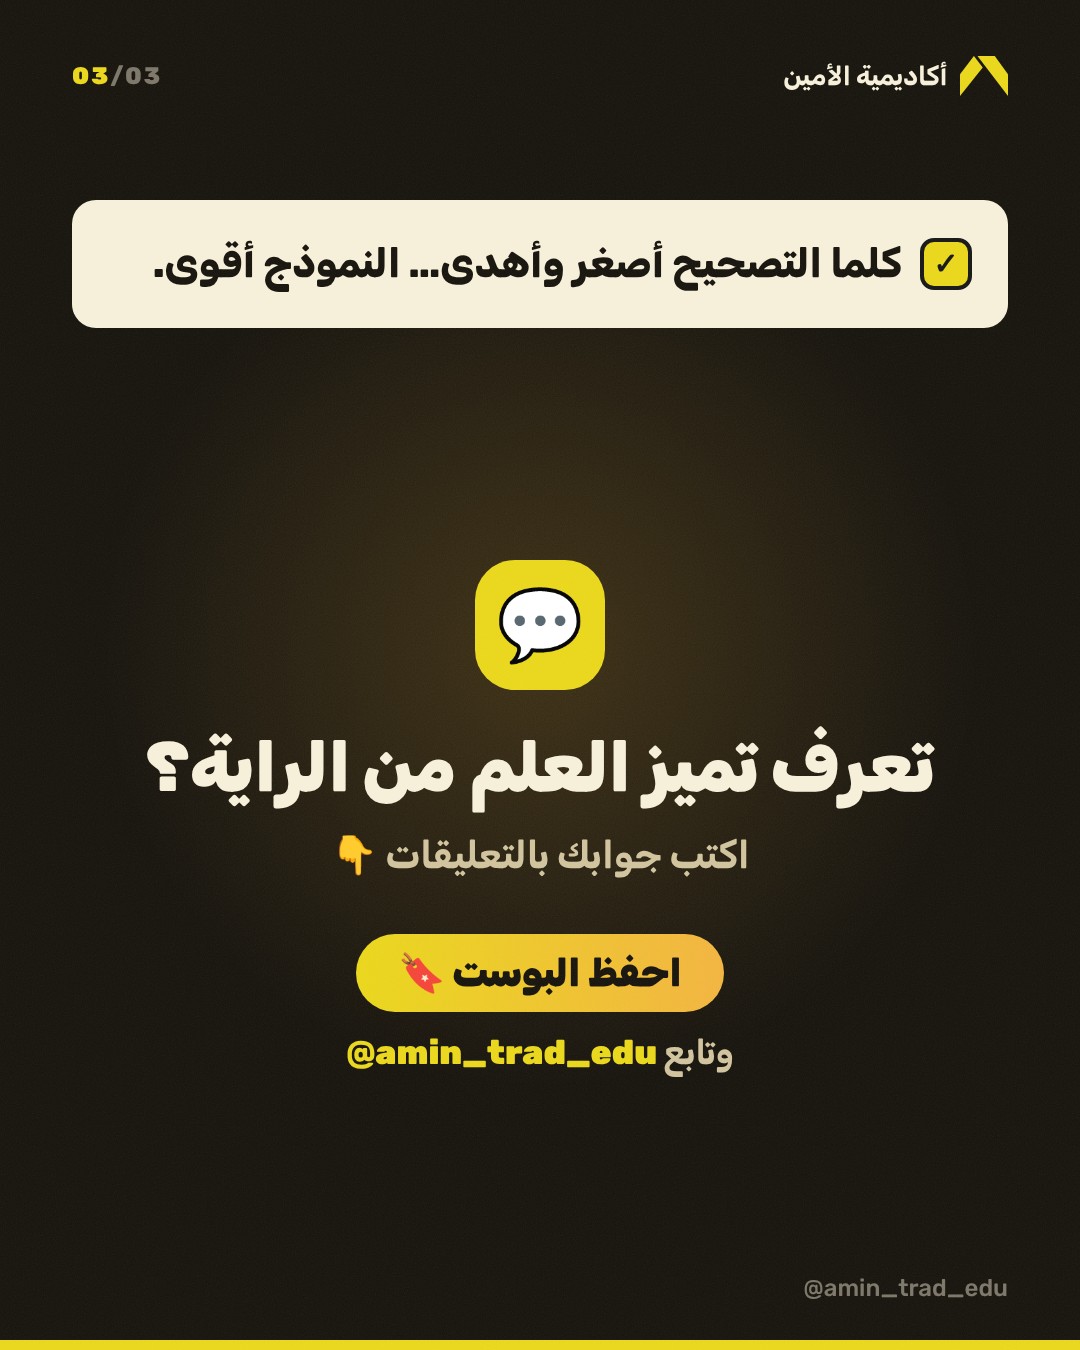 أكاديمية الأمين
03/03
كلما التصحيح أصغر وأهدى... النموذج أقوى.
تعرف تميز العلم من الراية؟
اكتب جوابك بالتعليقات 👇
احفظ البوست 🔖
وتابع @amin_trad_edu
@amin_trad_edu